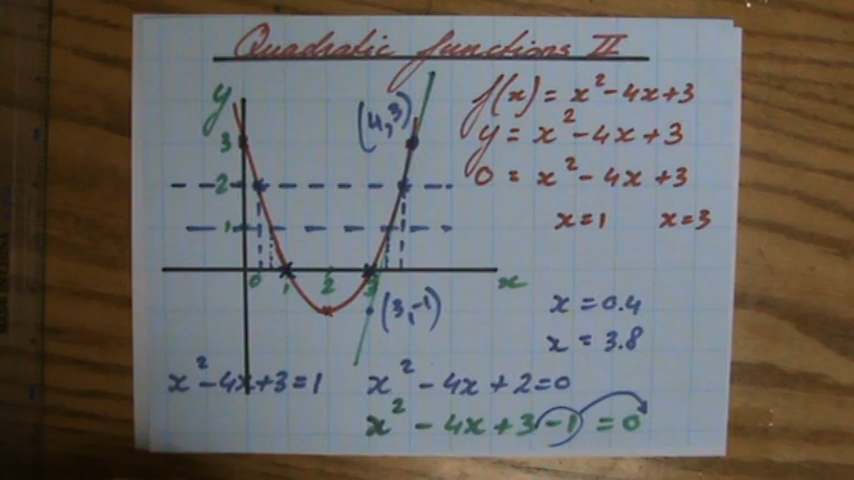 Quadratic functions II
y
3
2
1
0 1 2 3
x
(4,3)
(3,-1)
f(x) = x²-4x+3
y = x²-4x+3
0 = x²-4x+3
x=1 x=3
x = 0.4
x = 3.8
x²-4x+3=1 x²-4x+2=0
x²-4x+3-1=0